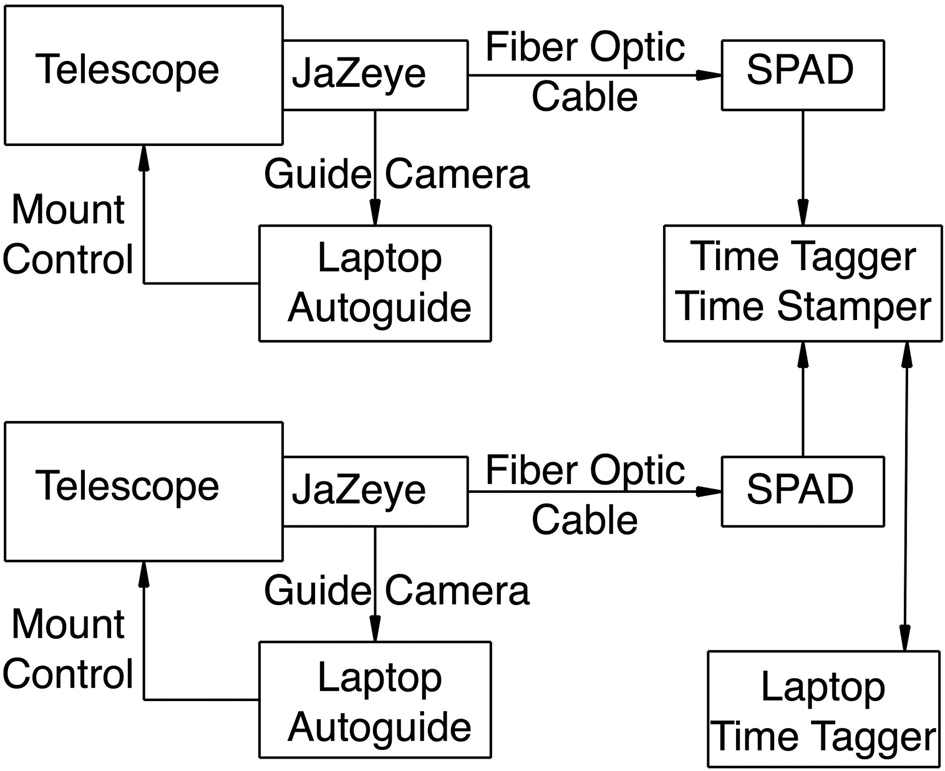 Telescope
JaZeye
Fiber Optic
Cable
SPAD
Guide Camera
Mount
Control
Laptop
Autoguide
Time Tagger
Time Stamper
Telescope
JaZeye
Fiber Optic
Cable
SPAD
Guide Camera
Mount
Control
Laptop
Autoguide
Laptop
Time Tagger